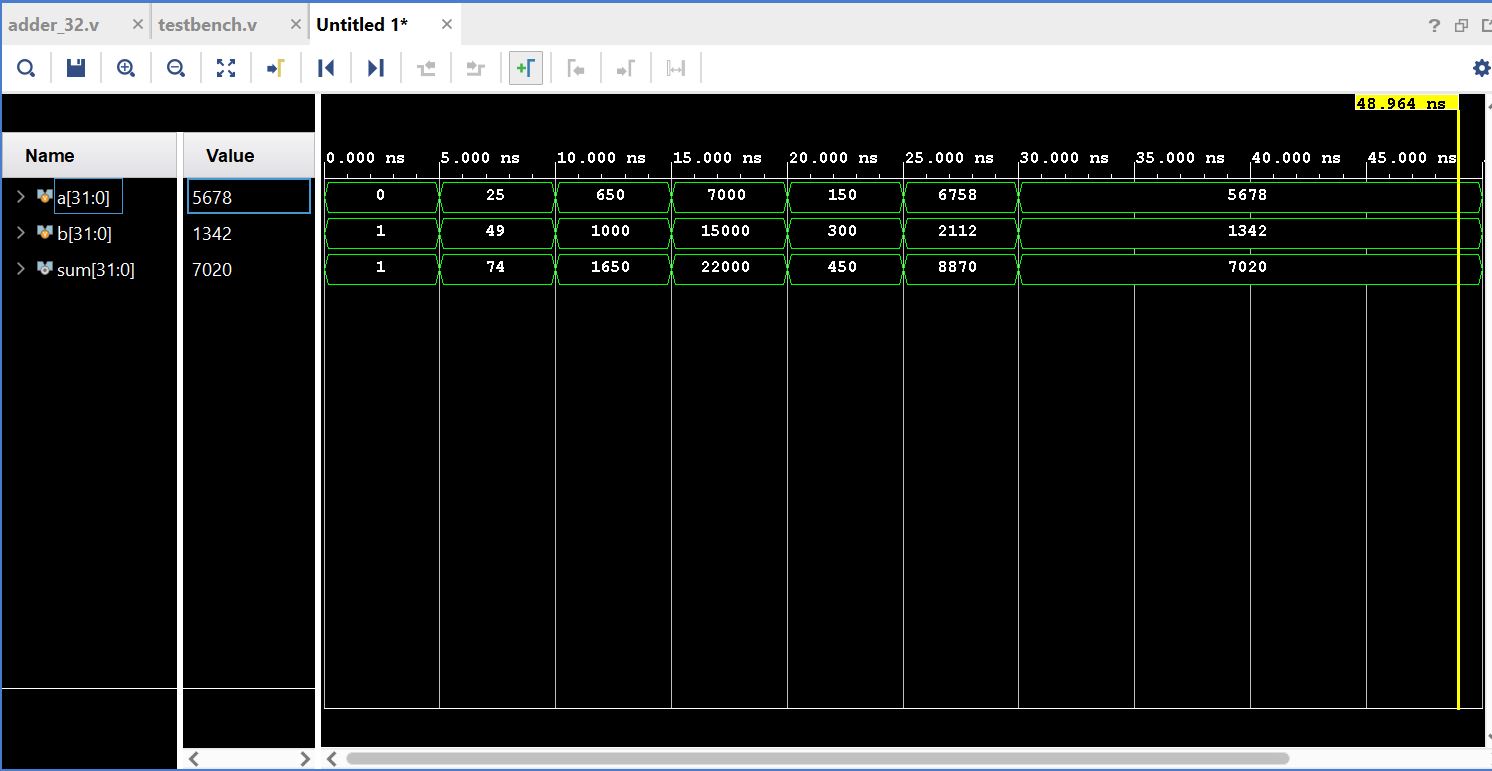 adder_32.v × testbench.v × Untitled 1* × ?
48.964 ns
Name Value
0.000 ns 5.000 ns 10.000 ns 15.000 ns 20.000 ns 25.000 ns 30.000 ns 35.000 ns 40.000 ns 45.000 ns
a[31:0] 5678 0 25 650 7000 150 6758 5678
b[31:0] 1342 1 49 1000 15000 300 2112 1342
sum[31:0] 7020 1 74 1650 22000 450 8870 7020